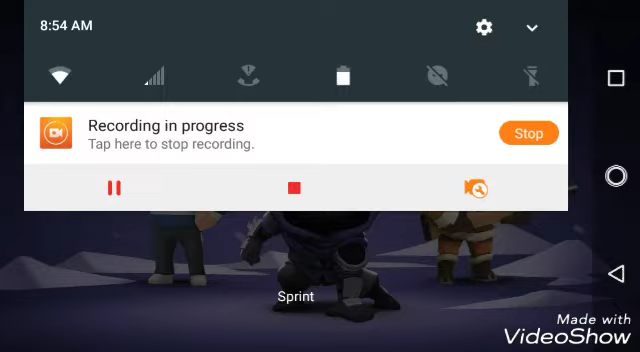 8:54 AM
Recording in progress
Stop
Tap here to stop recording.
Sprint
Made with
VideoShow